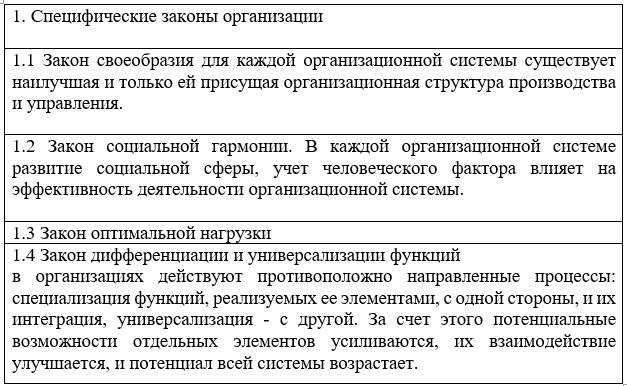 1. Специфические законы организации
1.1 Закон своеобразия для каждой организационной системы существует
наилучшая и только ей присущая организационная структура производства
и управления.
1.2 Закон социальной гармонии. В каждой организационной системе
развитие социальной сферы, учет человеческого фактора влияет на
эффективность деятельности организационной системы.
1.3 Закон оптимальной нагрузки
1.4 Закон дифференциации и универсализации функций
в организациях действуют противоположно направленные процессы:
специализация функций, реализуемых ее элементами, с одной стороны, и их
интеграция, универсализация - с другой. За счет этого потенциальные
возможности отдельных элементов усиливаются, их взаимодействие
улучшается, и потенциал всей системы возрастает.